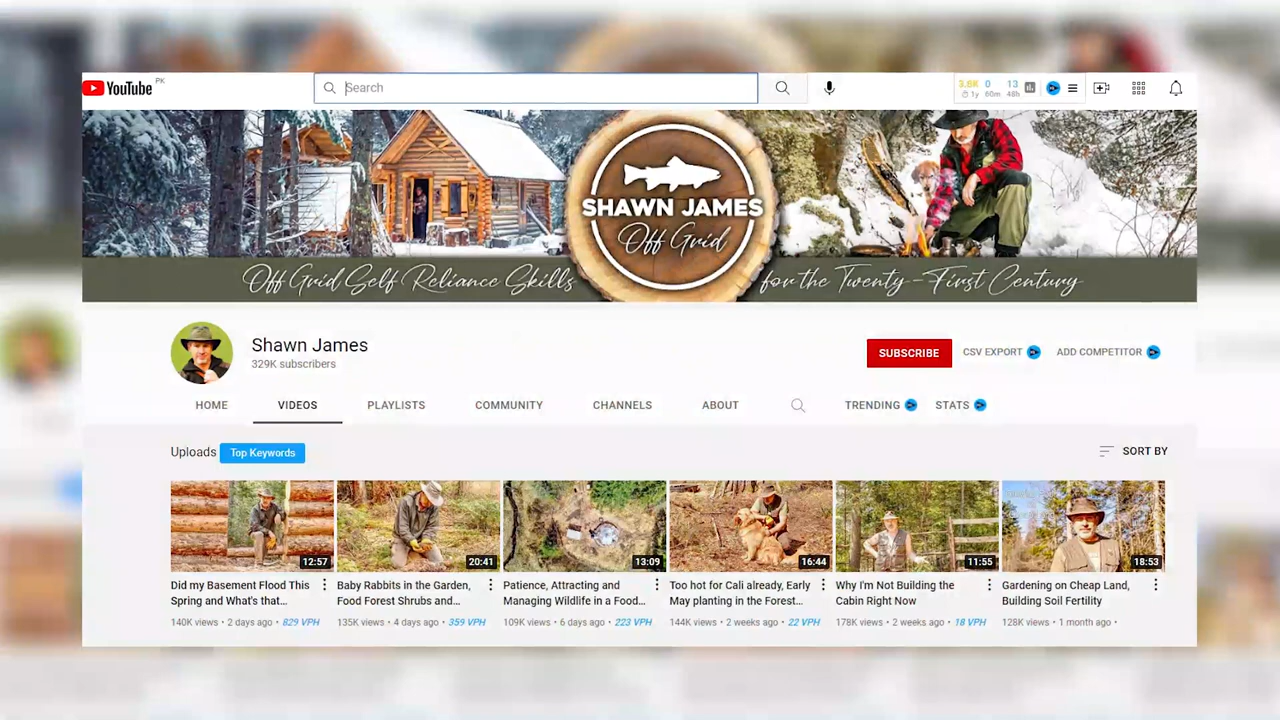 YouTube PK
Search
3.6K 0 13
1y 60m 48h
SHAWN JAMES
Off Grid
Off Grid Self Reliance Skills for the Twenty-First Century
Shawn James
329K subscribers
SUBSCRIBE
CSV EXPORT
ADD COMPETITOR
HOME VIDEOS PLAYLISTS COMMUNITY CHANNELS ABOUT TRENDING STATS
Uploads Top Keywords SORT BY
12:57 20:41 13:09 16:44 11:55 18:53
Did my Basement Flood This
Spring and What's that...
140K views • 2 days ago • 829 VPH
Baby Rabbits in the Garden,
Food Forest Shrubs and...
135K views • 4 days ago • 359 VPH
Patience, Attracting and
Managing Wildlife in a Food...
109K views • 6 days ago • 223 VPH
Too hot for Cali already, Early
May planting in the Forest...
144K views • 2 weeks ago • 22 VPH
Why I'm Not Building the
Cabin Right Now
178K views • 2 weeks ago • 18 VPH
Gardening on Cheap Land,
Building Soil Fertility
128K views • 1 month ago •